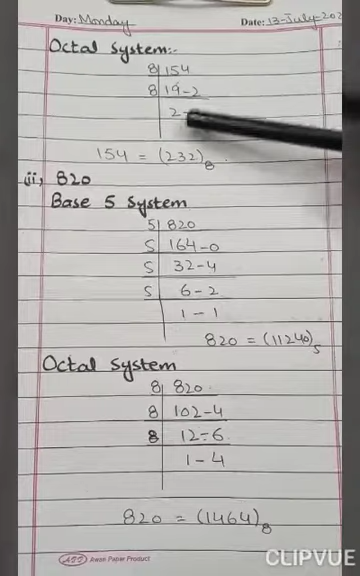 Day: Monday Date: 13-July-202
Octal System:-
8 154
8 19-2
2-
154 = (232)8
(ii) 820
Base 5 System
5 820
5 164-0
5 32-4
5 6-2
1-1
820 = (11240)5
Octal System
8 820
8 102-4
8 12-6
1-4
820 = (1464)8
Awan Paper Product
CLIPVUE